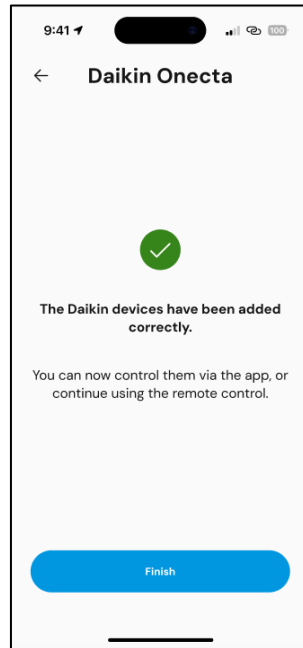 9:41
100
Daikin Onecta
The Daikin devices have been added
correctly.
You can now control them via the app, or
continue using the remote control.
Finish